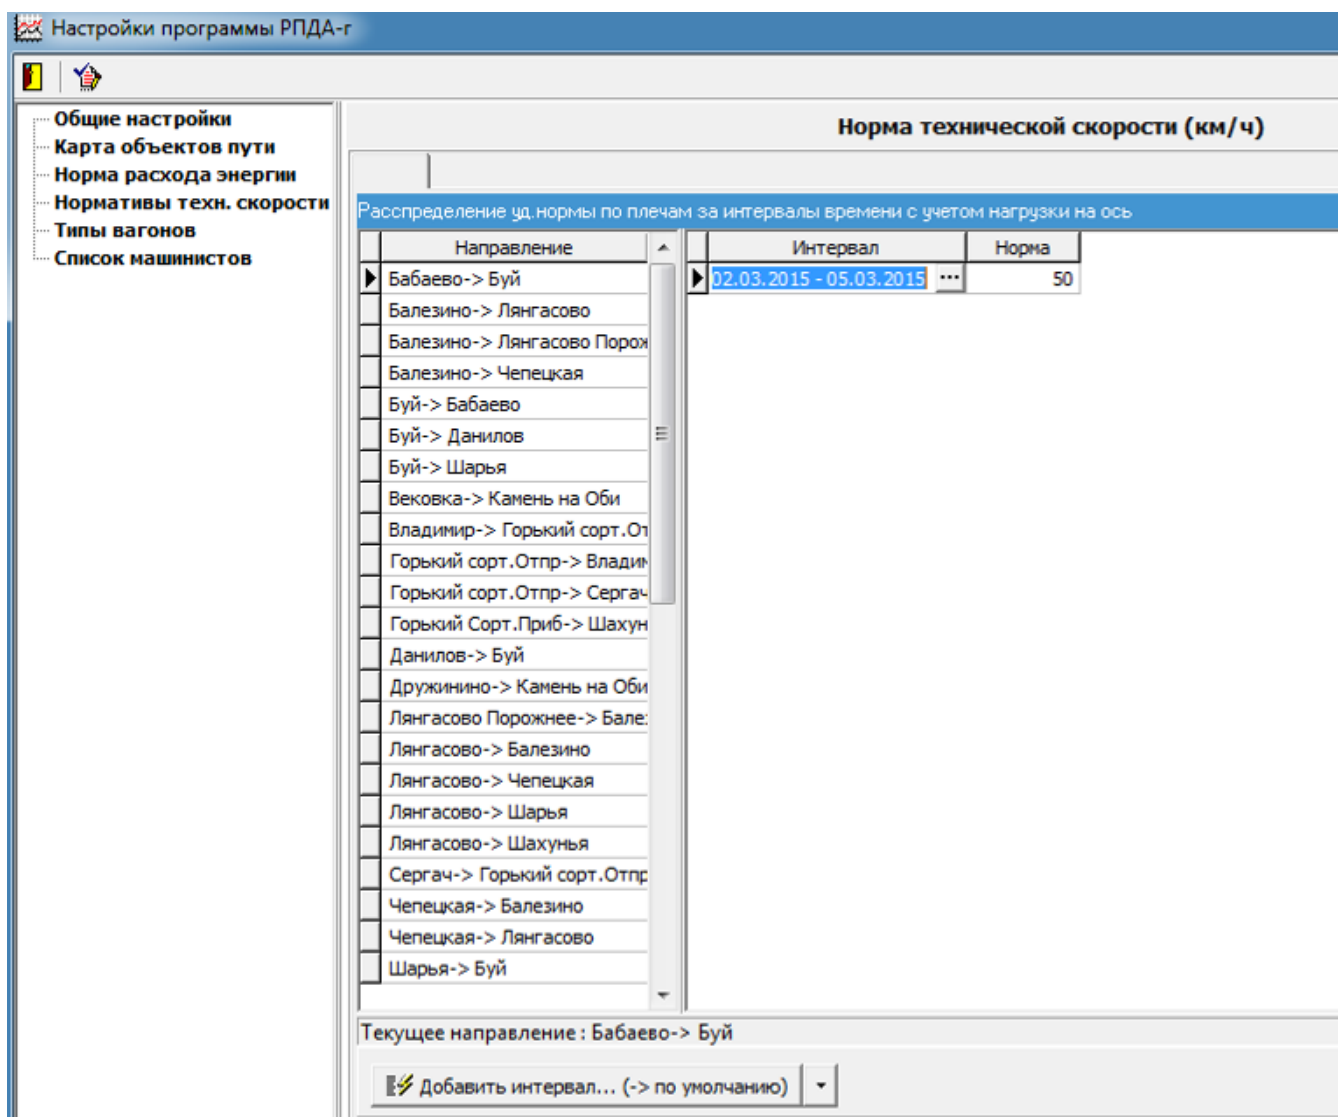 Настройки программы РПДА-г
Общие настройки
Карта объектов пути
Норма расхода энергии
Нормативы техн. скорости
Типы вагонов
Список машинистов
Норма технической скорости (км/ч)
Расспределение уд.нормы по плечам за интервалы времени с учетом нагрузки на ось
Направление
Бабаево-> Буй
Балезино-> Лянгасово
Балезино-> Лянгасово Порож
Балезино-> Чепецкая
Буй-> Бабаево
Буй-> Данилов
Буй-> Шарья
Вековка-> Камень на Оби
Владимир-> Горький сорт.От
Горький сорт.Отпр-> Владим
Горький сорт.Отпр-> Сергач
Горький Сорт.Приб-> Шахун
Данилов-> Буй
Дружинино-> Камень на Оби
Лянгасово Порожнее-> Балез
Лянгасово-> Балезино
Лянгасово-> Чепецкая
Лянгасово-> Шарья
Лянгасово-> Шахунья
Сергач-> Горький сорт.Отпр
Чепецкая-> Балезино
Чепецкая-> Лянгасово
Шарья-> Буй
Интервал Норма
02.03.2015 - 05.03.2015 ... 50
Текущее направление : Бабаево-> Буй
Добавить интервал... (-> по умолчанию)